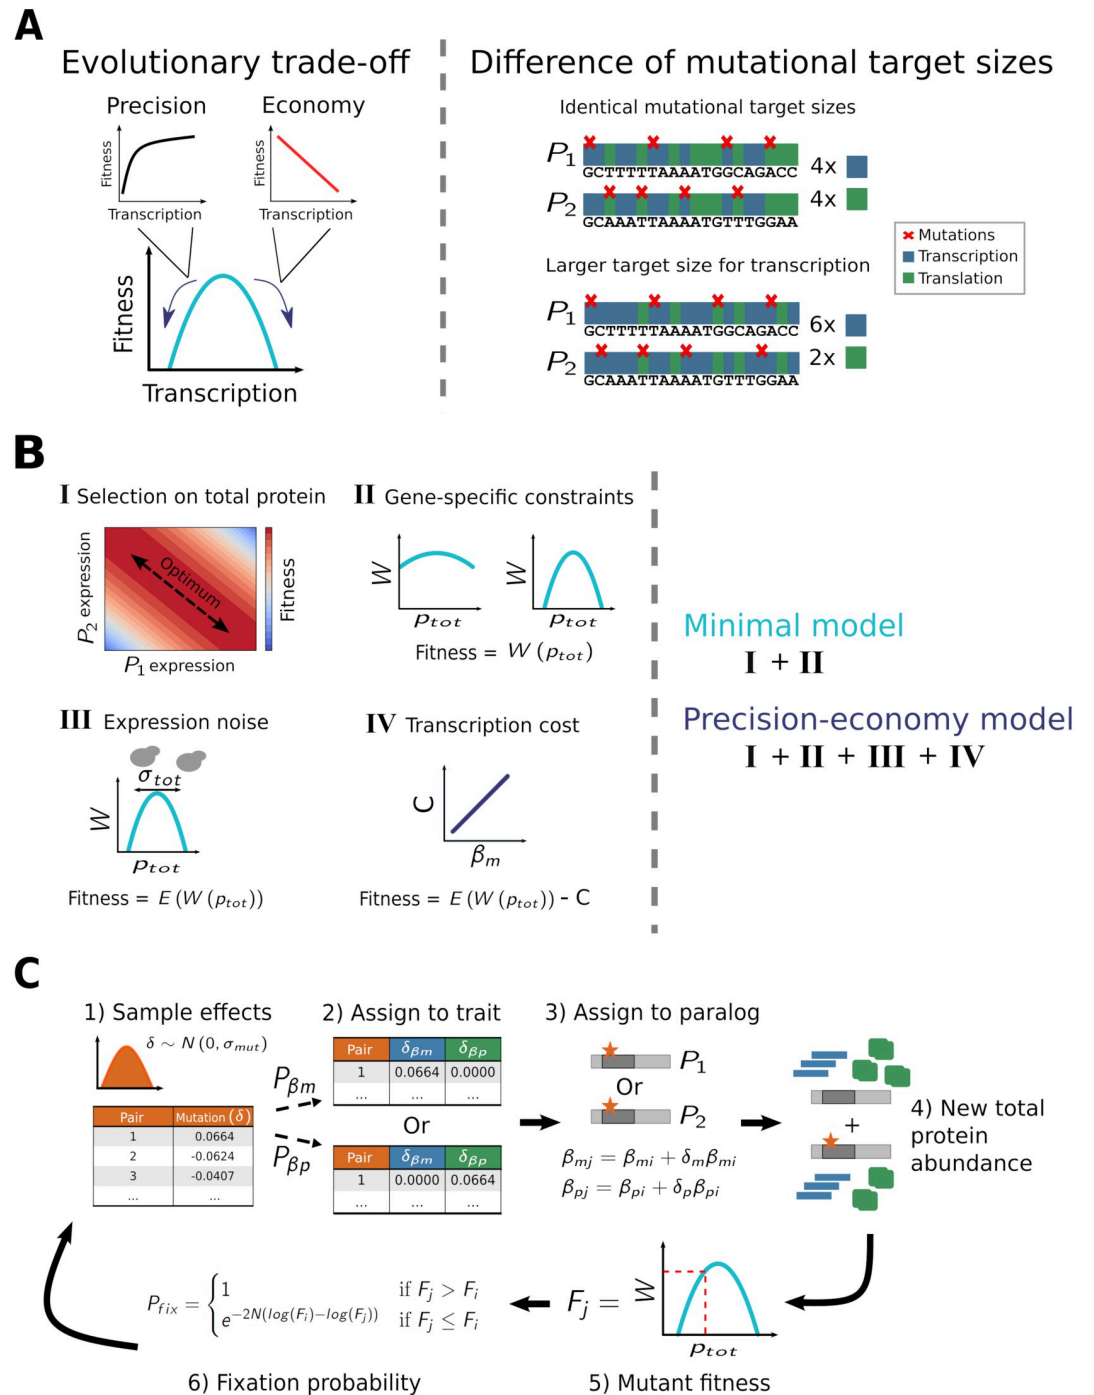 A
Evolutionary trade-off
Precision
Economy
Fitness
Transcription
Fitness
Transcription
Fitness
Transcription
Difference of mutational target sizes
Identical mutational target sizes
P1
GCTTTTTAAAATGGCAGACC
4x
P2
GCAAATTAAAATGTTTGGAA
4x
Larger target size for transcription
P1
GCTTTTTAAAATGGCAGACC
6x
P2
GCAAATTAAAATGTTTGGAA
2x
Mutations
Transcription
Translation
B
I Selection on total protein
P2 expression
Optimum
Fitness
P1 expression
II Gene-specific constraints
W
ptot
W
ptot
Fitness = W (ptot)
III Expression noise
σtot
W
ptot
Fitness = E (W (ptot))
IV Transcription cost
C
βm
Fitness = E (W (ptot)) - C
Minimal model
I + II
Precision-economy model
I + II + III + IV
C
1) Sample effects
δ ~ N (0, σmut)
Pair Mutation (δ)
1 0.0664
2 -0.0624
3 -0.0407
...
Pβm
Pβp
2) Assign to trait
Pair δβm δβp
1 0.0664 0.0000
... ... ...
Or
Pair δβm δβp
1 0.0000 0.0664
... ... ...
3) Assign to paralog
P1
Or
P2
βmj = βmi + δmβmi
βpj = βpi + δpβpi
+
4) New total
protein
abundance
Fj =
W
ptot
5) Mutant fitness
Pfix = { 1 if Fj > Fi
e−2N(log(Fi)−log(Fj)) if Fj ≤ Fi
6) Fixation probability